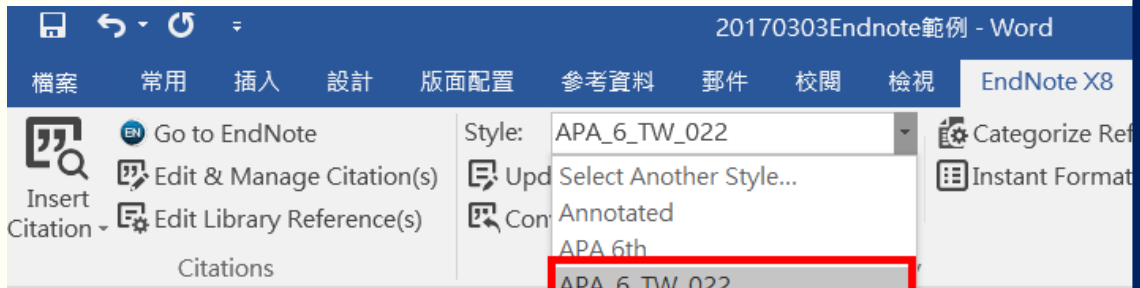 20170303Endnote範例 - Word
檔案 常用 插入 設計 版面配置 參考資料 郵件 校閱 檢視 EndNote X8
Go to EndNote
Edit & Manage Citation(s)
Edit Library Reference(s)
Insert
Citation
Citations
Style: APA_6_TW_022
Upd
Con
Select Another Style...
Annotated
APA 6th
APA_6_TW_022
Categorize Ref
Instant Format